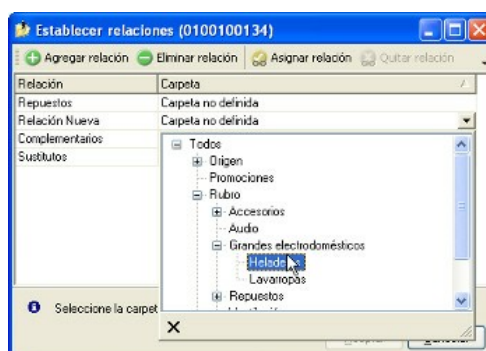 Establecer relaciones (0100100134)
Agregar relación Eliminar relación Asignar relación Quitar relación
Relación Carpeta
Repuestos Carpeta no definida
Relación Nueva Carpeta no definida
Complementarios
Sustitutos
Todos
Origen
Promociones
Rubro
Accesorios
Audio
Grandes electrodomésticos
Lavarropas
Repuestos
Seleccione la carpet